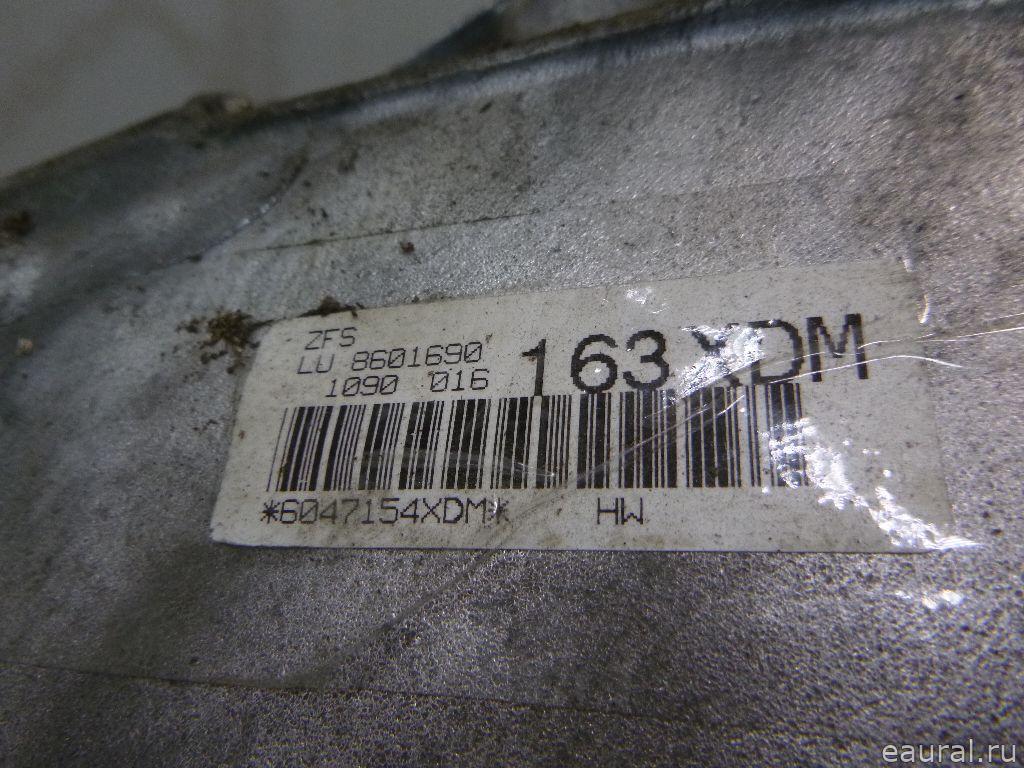 ZFS
LU 8601690
1090 016
163 XDM
*6047154XDM* HW
eaural.ru